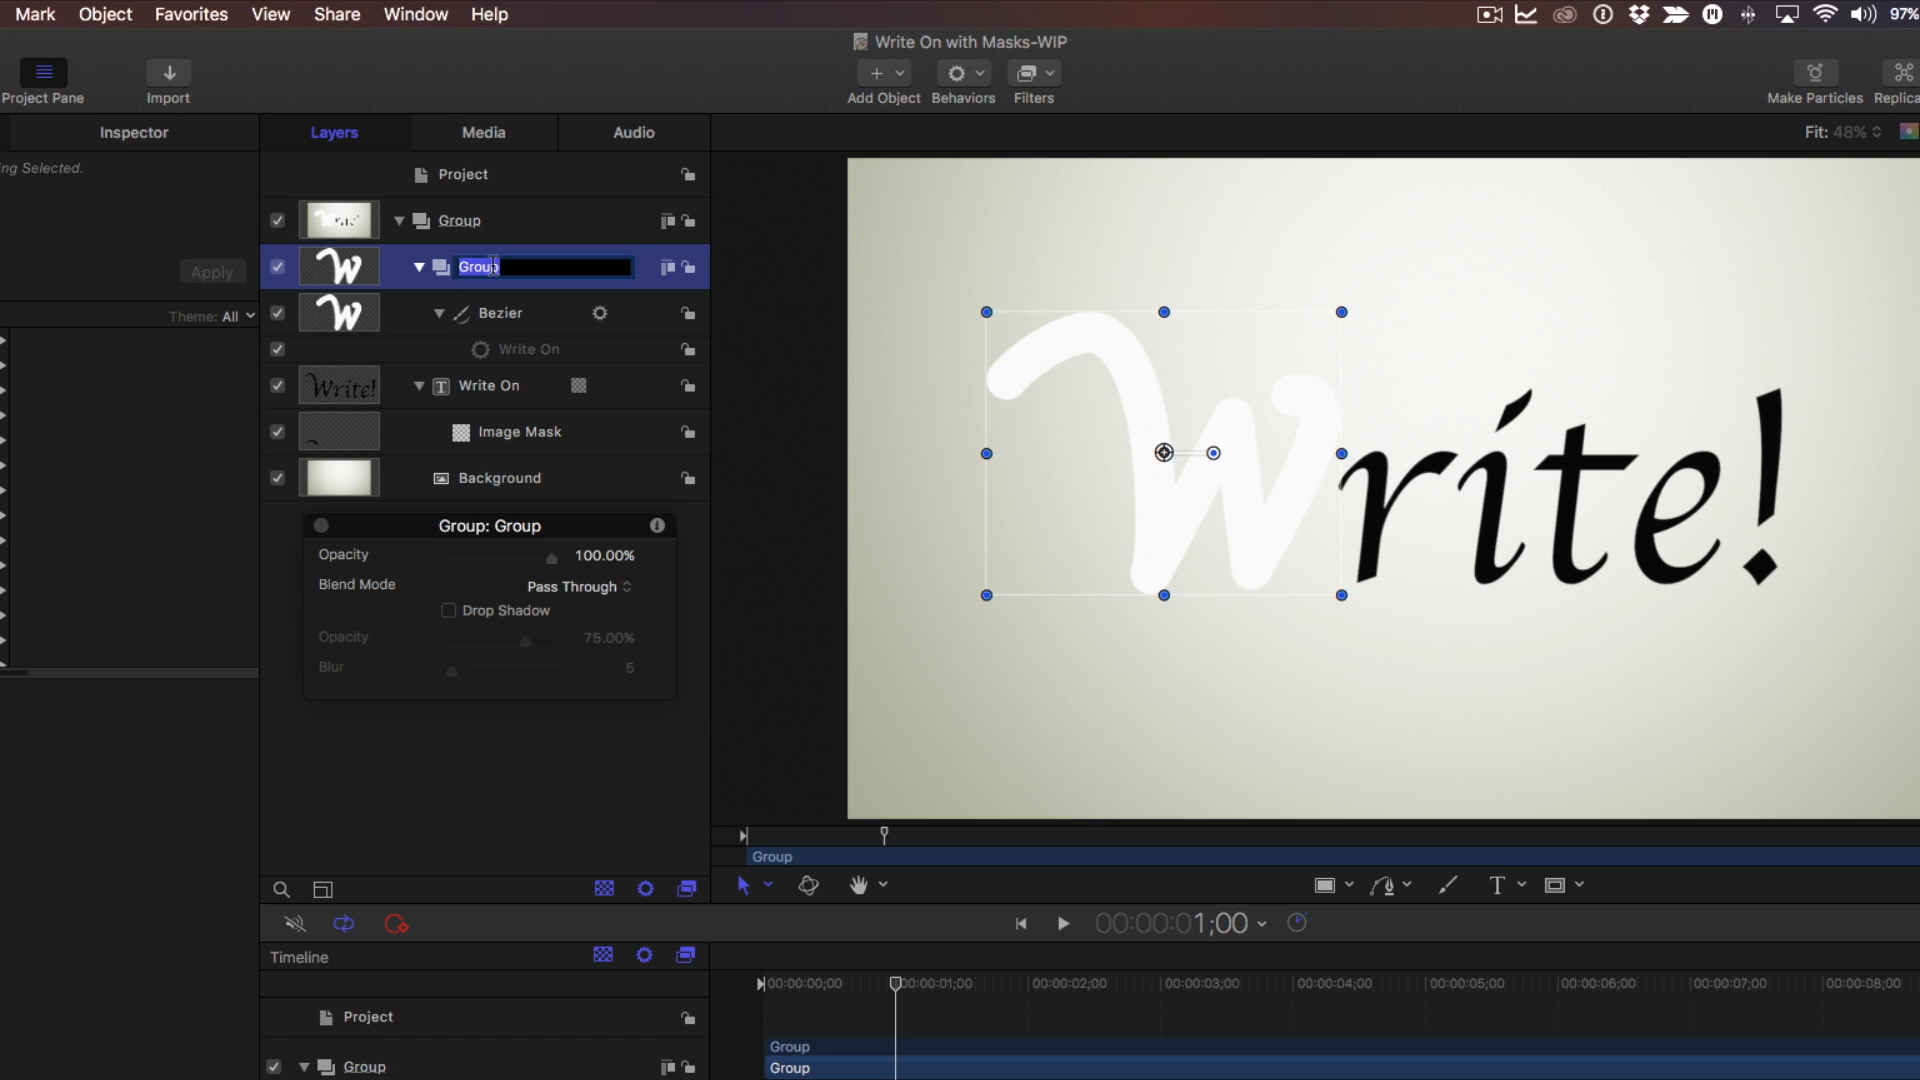 Mark Object Favorites View Share Window Help
97%
Write On with Masks-WIP
Project Pane Import
Add Object Behaviors Filters
Make Particles Replica
Inspector Layers Media Audio
Fit: 48%
ng Selected.
Project
Group
Group
Apply
Bezier
Theme: All
Write On
Write! Write On
Image Mask
Background
Group: Group
Opacity 100.00%
Blend Mode Pass Through
Drop Shadow
Opacity 75.00%
Blur 5
Write!
Group
T
00:00:01;00
Timeline
00:00:00;00 00:00:01;00 00:00:02;00 00:00:03;00 00:00:04;00 00:00:05;00 00:00:06;00 00:00:07;00 00:00:08;00
Project
Group
Group
Group